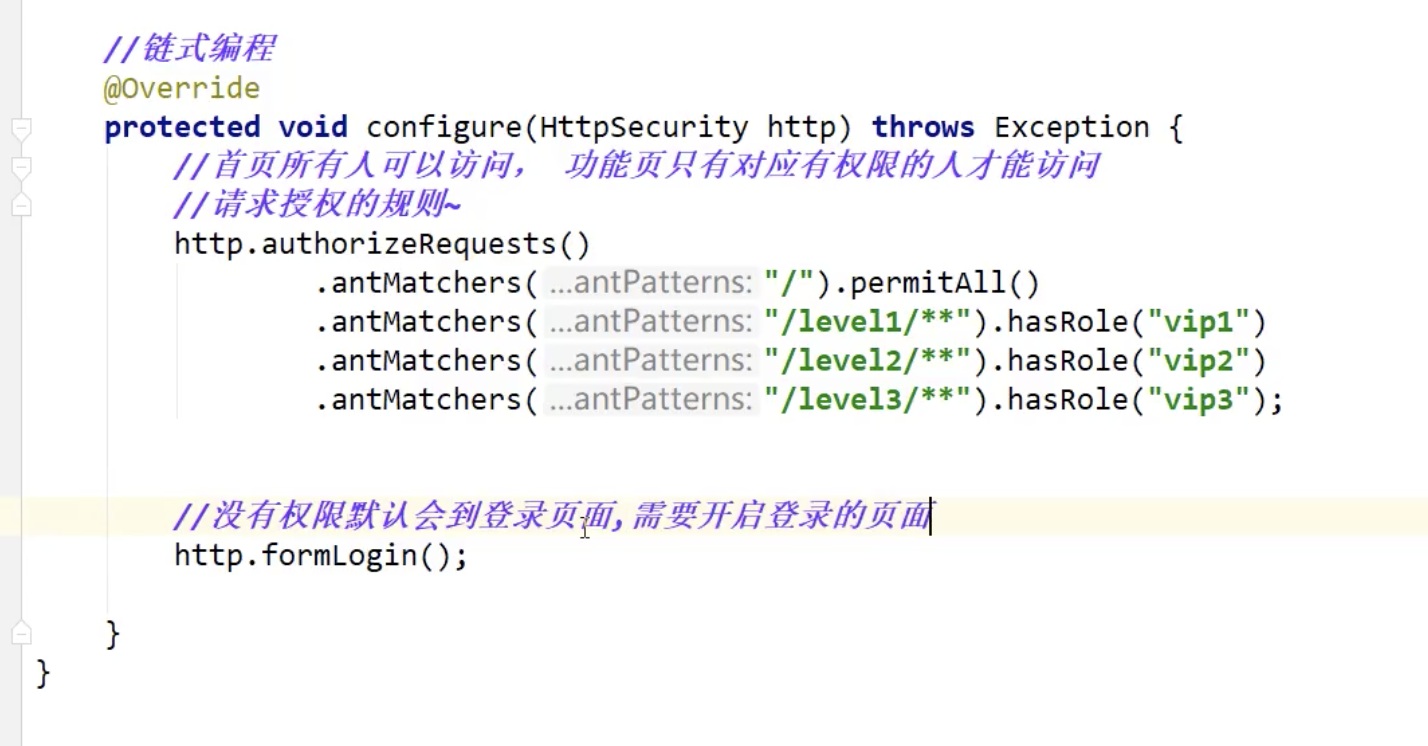 //链式编程
@Override
protected void configure(HttpSecurity http) throws Exception {
//首页所有人可以访问， 功能页只有对应有权限的人才能访问
//请求授权的规则~
http.authorizeRequests()
.antMatchers( ...antPatterns: "/").permitAll()
.antMatchers( ...antPatterns: "/level1/**").hasRole("vip1")
.antMatchers( ...antPatterns: "/level2/**").hasRole("vip2")
.antMatchers( ...antPatterns: "/level3/**").hasRole("vip3");
//没有权限默认会到登录页面,需要开启登录的页面
http.formLogin();
}
}